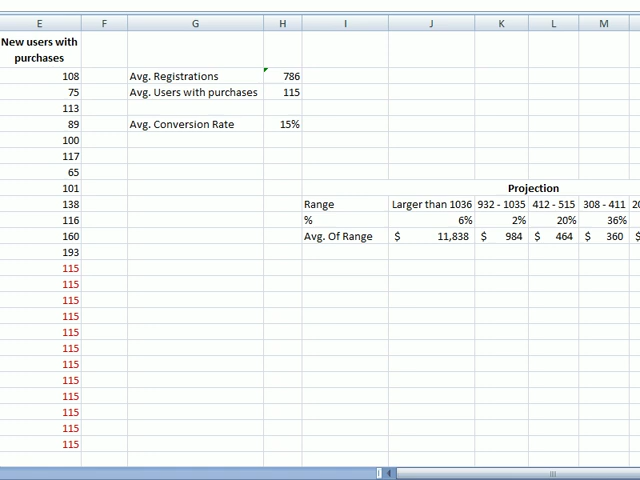 E F G H I J K L M
New users with
purchases
108 Avg. Registrations 786
75 Avg. Users with purchases 115
113
89 Avg. Conversion Rate 15%
100
117
65
101 Projection
138 Range Larger than 1036 932 - 1035 412 - 515 308 - 411 20
116 % 6% 2% 20% 36%
160 Avg. Of Range $ 11,838 $ 984 $ 464 $ 360 $
193
115
115
115
115
115
115
115
115
115
115
115
115